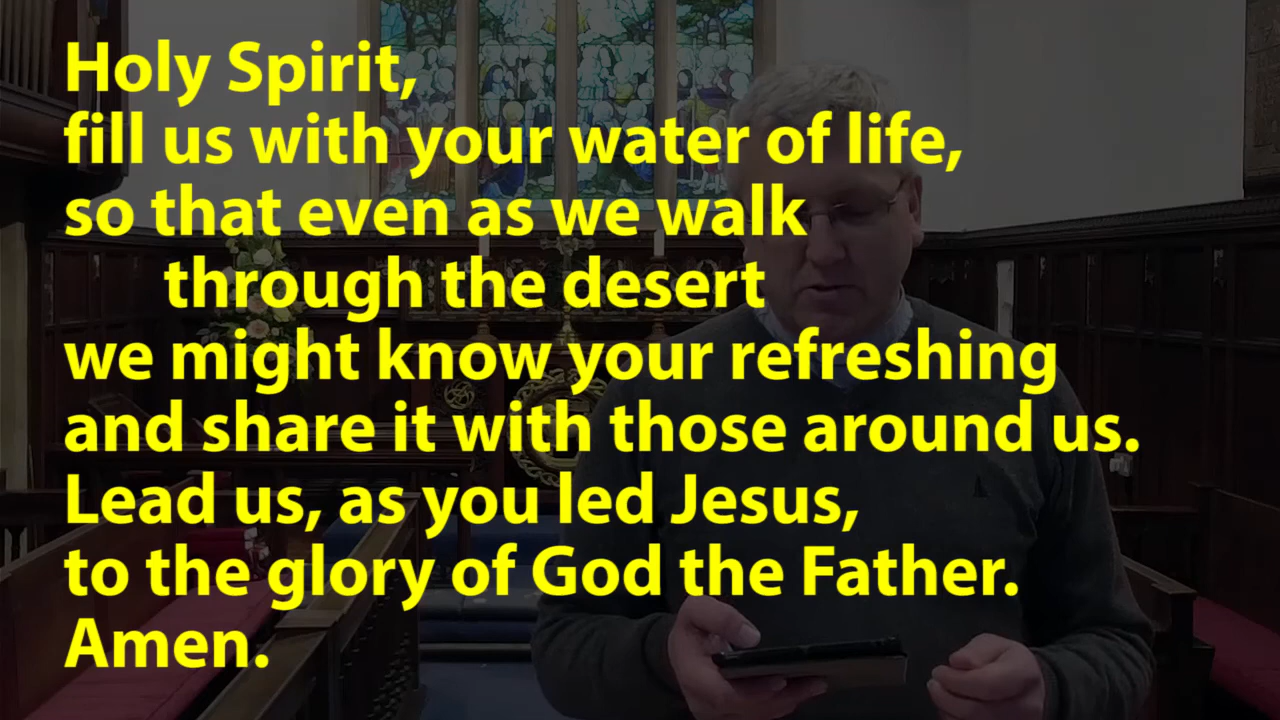 Holy Spirit,
fill us with your water of life,
so that even as we walk
through the desert
we might know your refreshing
and share it with those around us.
Lead us, as you led Jesus,
to the glory of God the Father.
Amen.